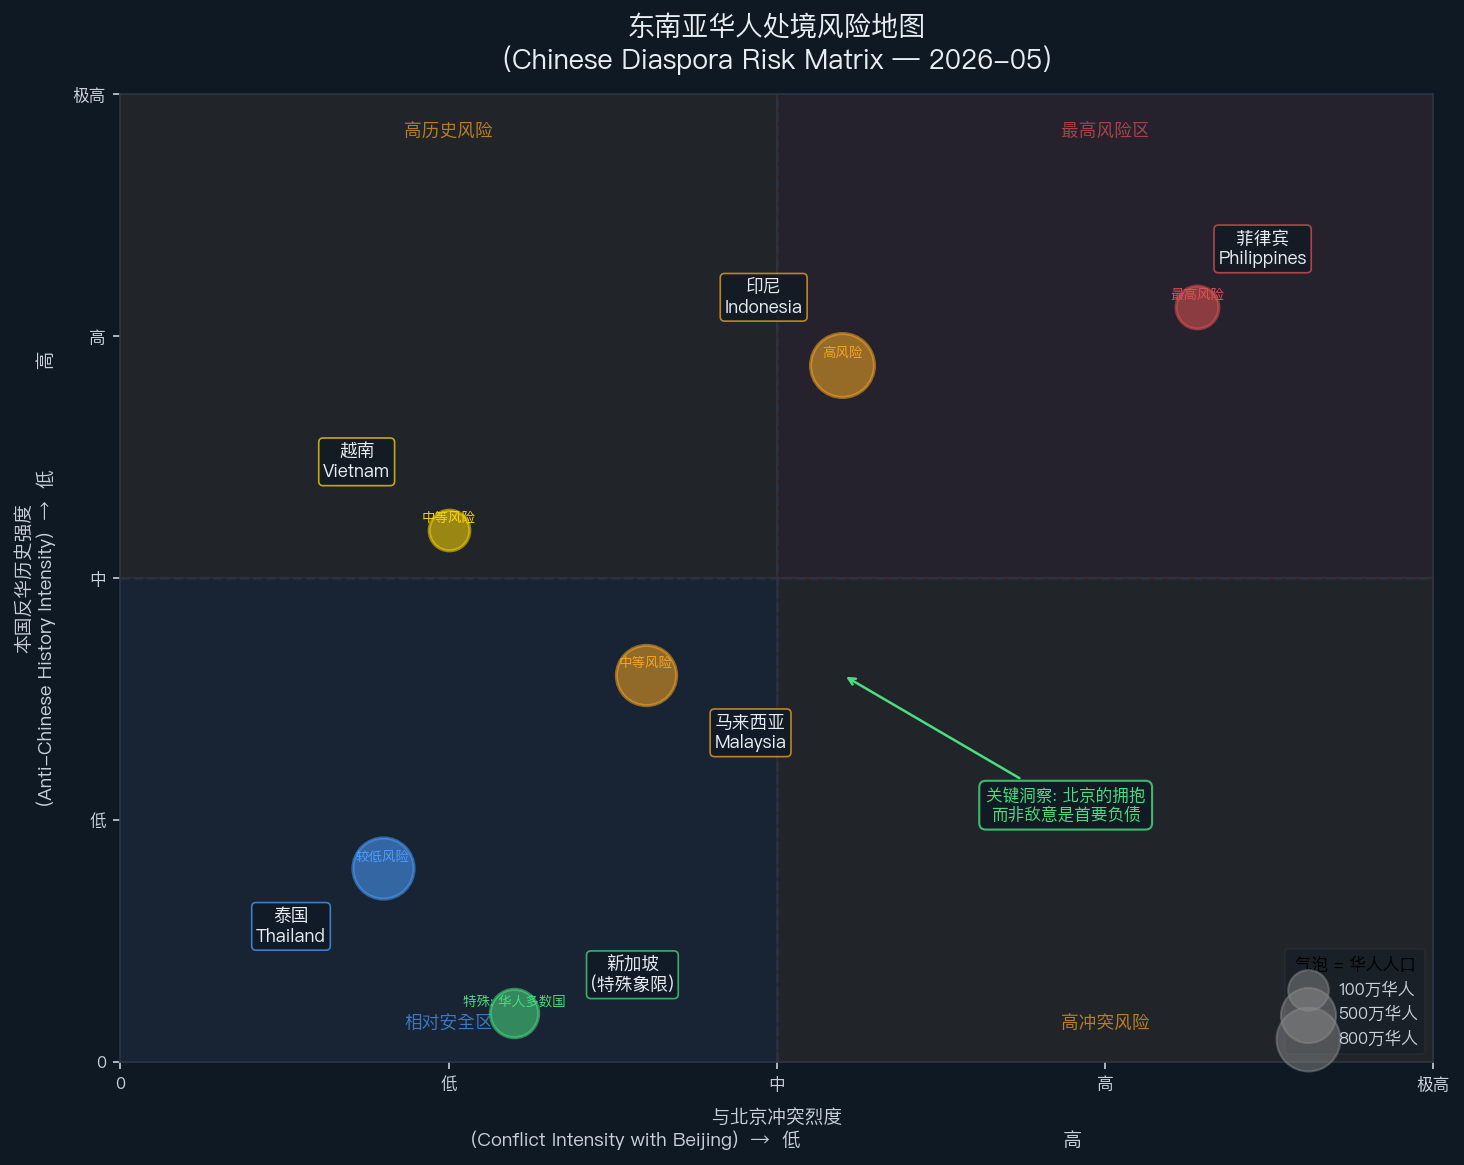 东南亚华人处境风险地图
(Chinese Diaspora Risk Matrix — 2026-05)
极高
高
中
低
0
高
本国反华历史强度
(Anti-Chinese History Intensity) → 低
高历史风险
最高风险区
菲律宾
Philippines
最高风险
印尼
Indonesia
高风险
越南
Vietnam
中等风险
中等风险
马来西亚
Malaysia
关键洞察: 北京的拥抱
而非敌意是首要负债
较低风险
泰国
Thailand
新加坡
(特殊象限)
特殊: 华人多数国
相对安全区
高冲突风险
气泡 = 华人人口
100万华人
500万华人
800万华人
0
低
中
高
极高
与北京冲突烈度
(Conflict Intensity with Beijing) → 低
高